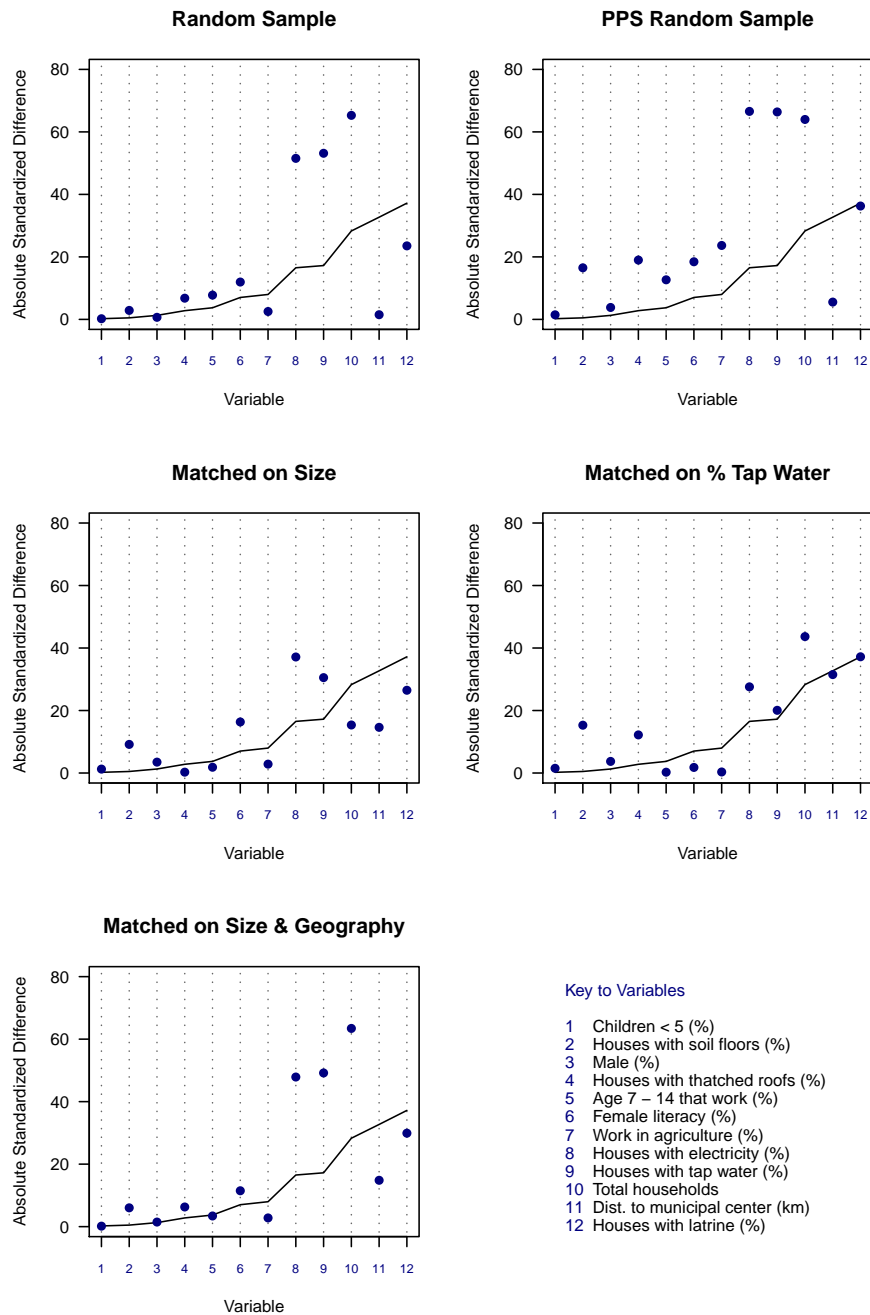 Random Sample
Absolute Standardized Difference
80
60
40
20
0
1 2 3 4 5 6 7 8 9 10 11 12
Variable
PPS Random Sample
Absolute Standardized Difference
80
60
40
20
0
1 2 3 4 5 6 7 8 9 10 11 12
Variable
Matched on Size
Absolute Standardized Difference
80
60
40
20
0
1 2 3 4 5 6 7 8 9 10 11 12
Variable
Matched on % Tap Water
Absolute Standardized Difference
80
60
40
20
0
1 2 3 4 5 6 7 8 9 10 11 12
Variable
Matched on Size & Geography
Absolute Standardized Difference
80
60
40
20
0
1 2 3 4 5 6 7 8 9 10 11 12
Variable
Key to Variables
1 Children < 5 (%)
2 Houses with soil floors (%)
3 Male (%)
4 Houses with thatched roofs (%)
5 Age 7 − 14 that work (%)
6 Female literacy (%)
7 Work in agriculture (%)
8 Houses with electricity (%)
9 Houses with tap water (%)
10 Total households
11 Dist. to municipal center (km)
12 Houses with latrine (%)